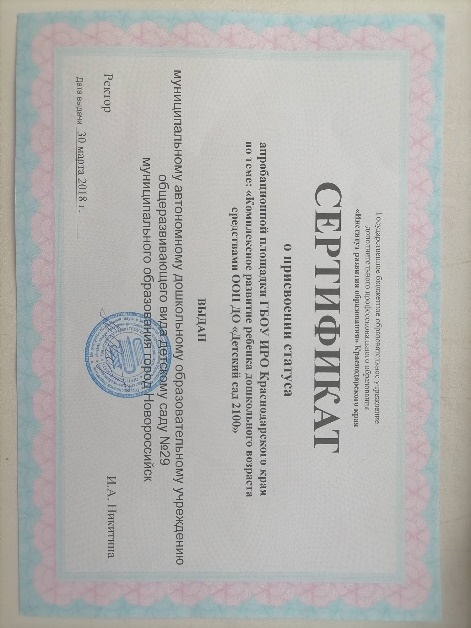 Государственное бюджетное образовательное учреждение
дополнительного профессионального образования
«Институт развития образования» Краснодарского края
СЕРТИФИКАТ
о присвоении статуса
апробационной площадки ГБОУ ИРО Краснодарского края
по теме: «Комплексное развитие ребенка дошкольного возраста
средствами ООП ДО «Детский сад 2100»
ВЫДАН
муниципальному автономному дошкольному образовательному учреждению
общеразвивающего вида детскому саду №29
муниципального образования город Новороссийск
Ректор
И.А. Никитина
Дата выдачи 30 марта 2018 г.